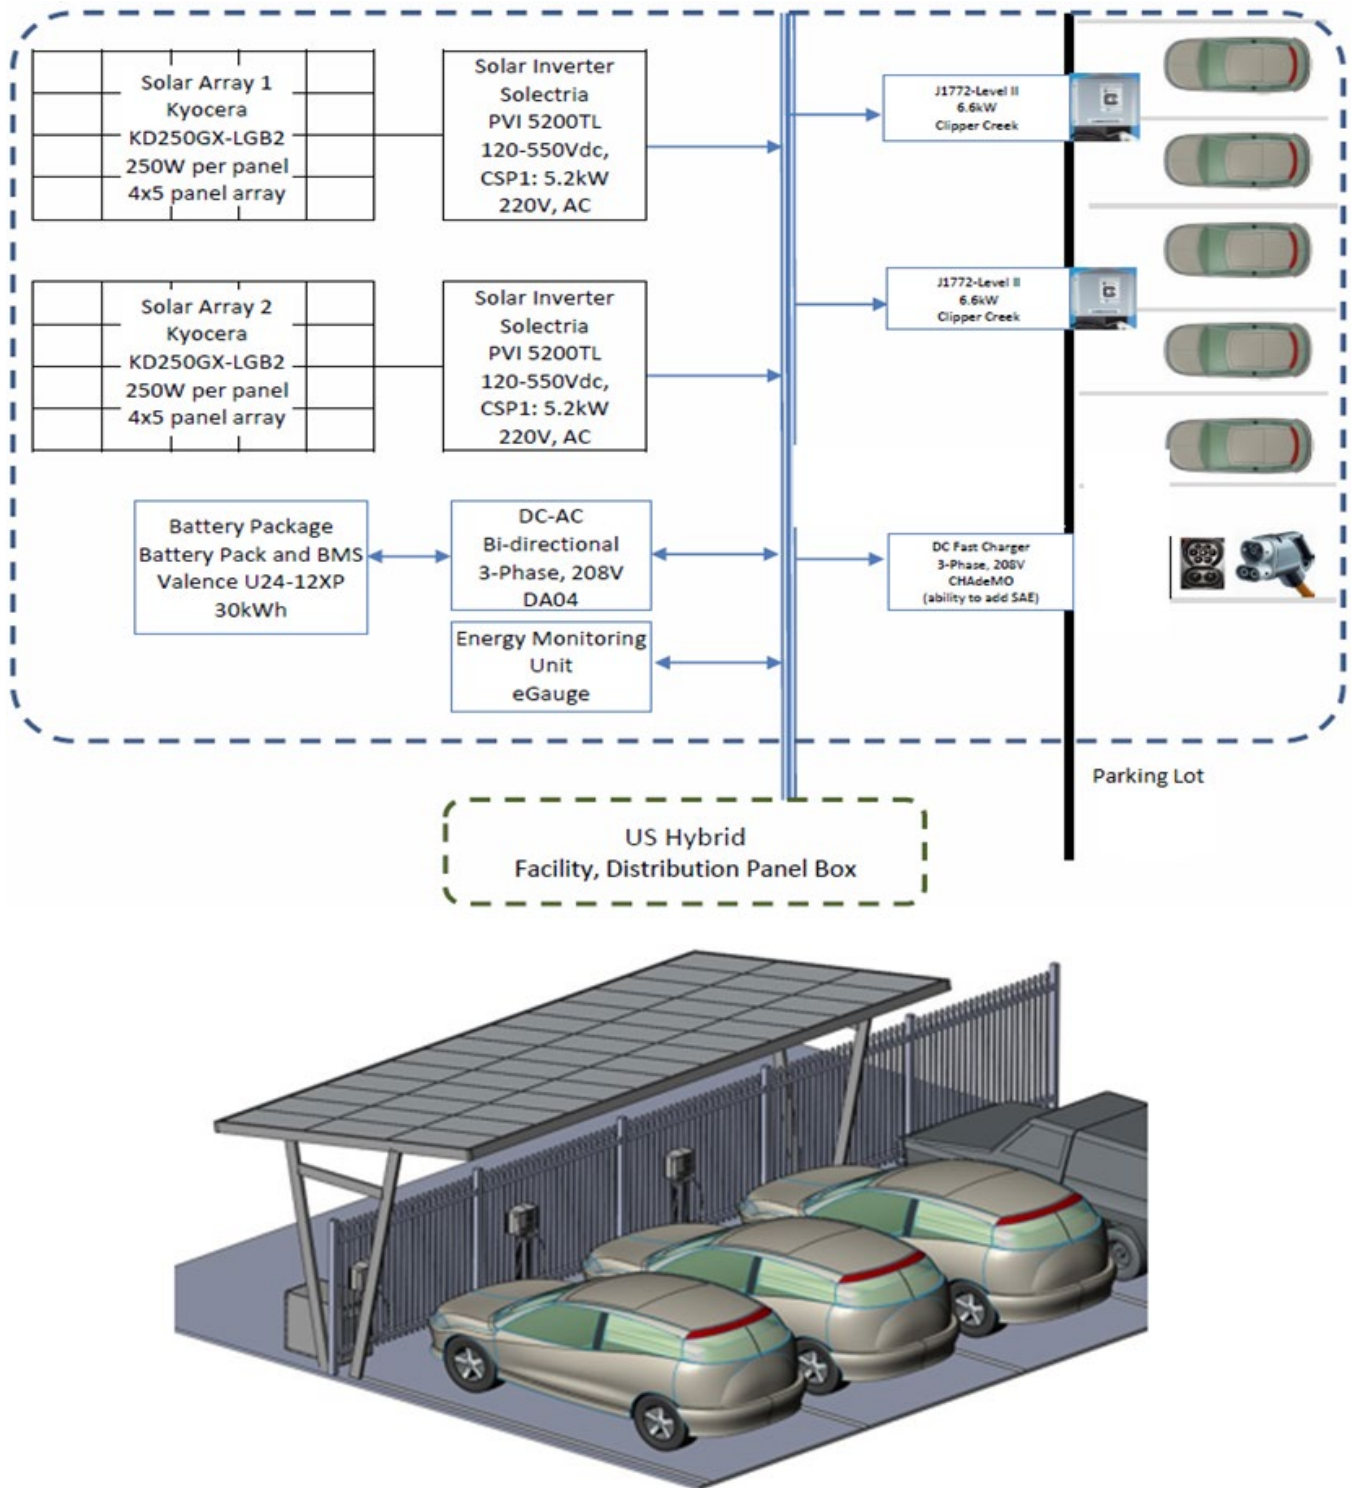 Solar Array 1
Kyocera
KD250GX-LGB2
250W per panel
4x5 panel array
Solar Inverter
Solectria
PVI 5200TL
120-550Vdc,
CSP1: 5.2kW
220V, AC
J1772-Level II
6.6kW
Clipper Creek
Solar Array 2
Kyocera
KD250GX-LGB2
250W per panel
4x5 panel array
Solar Inverter
Solectria
PVI 5200TL
120-550Vdc,
CSP1: 5.2kW
220V, AC
J1772-Level II
6.6kW
Clipper Creek
Battery Package
Battery Pack and BMS
Valence U24-12XP
30kWh
DC-AC
Bi-directional
3-Phase, 208V
DA04
DC Fast Charger
3-Phase, 208V
CHAdeMO
(ability to add SAE)
Energy Monitoring
Unit
eGauge
Parking Lot
US Hybrid
Facility, Distribution Panel Box